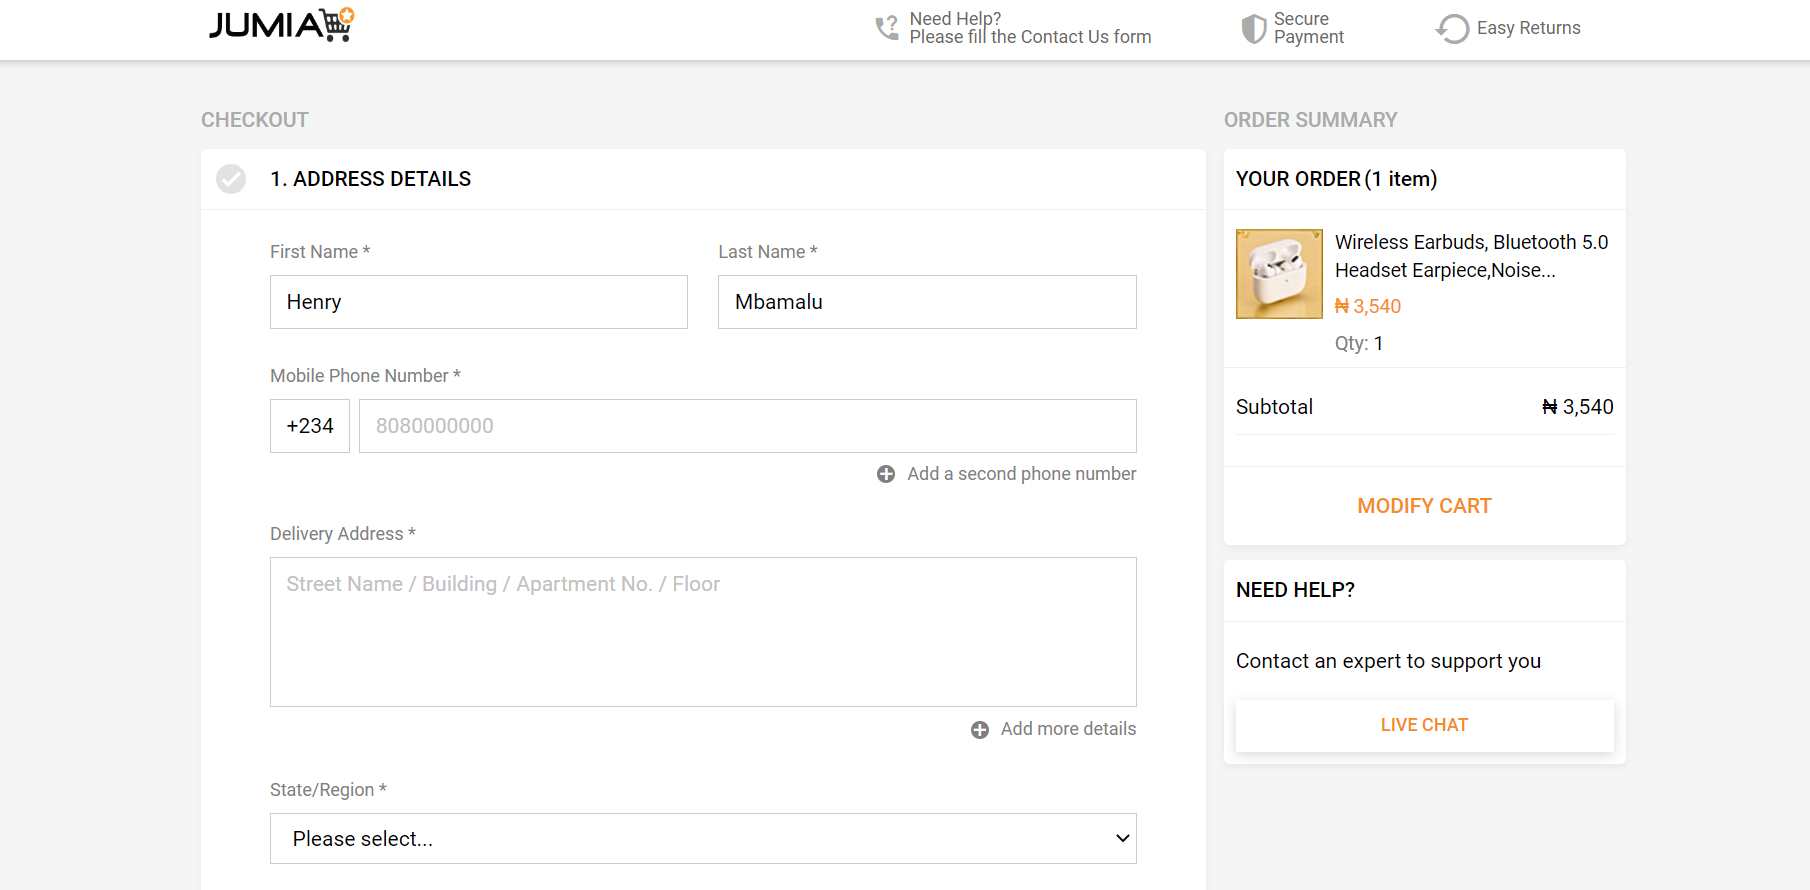 JUMIA
Need Help?
Please fill the Contact Us form
Secure
Payment
Easy Returns
CHECKOUT
1. ADDRESS DETAILS
First Name *
Last Name *
Henry
Mbamalu
Mobile Phone Number *
+234
8080000000
Add a second phone number
Delivery Address *
Street Name / Building / Apartment No. / Floor
Add more details
State/Region *
Please select...
ORDER SUMMARY
YOUR ORDER (1 item)
Wireless Earbuds, Bluetooth 5.0
Headset Earpiece,Noise...
₦ 3,540
Qty: 1
Subtotal ₦ 3,540
MODIFY CART
NEED HELP?
Contact an expert to support you
LIVE CHAT